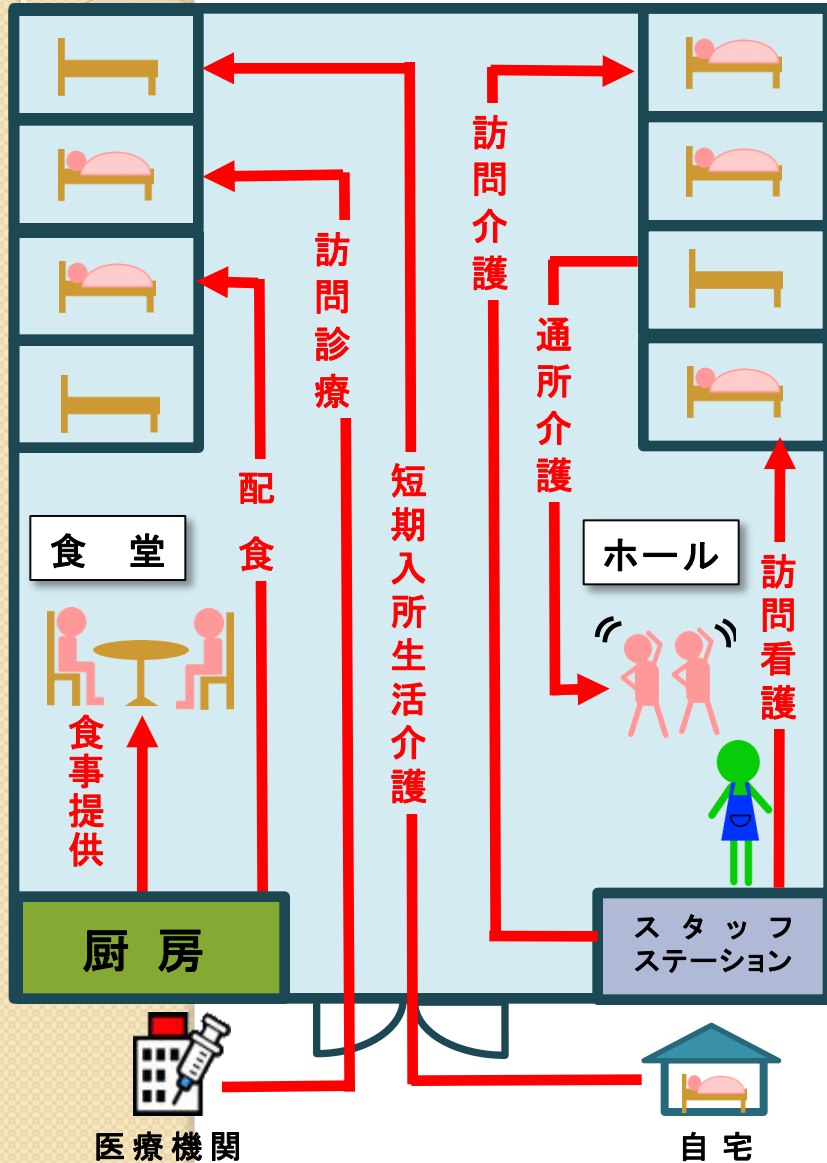 訪問介護
訪問診療
通所介護
短期入所生活介護
配食
食堂
ホール
訪問看護
食事提供
厨房
スタッフ
ステーション
医療機関
自宅